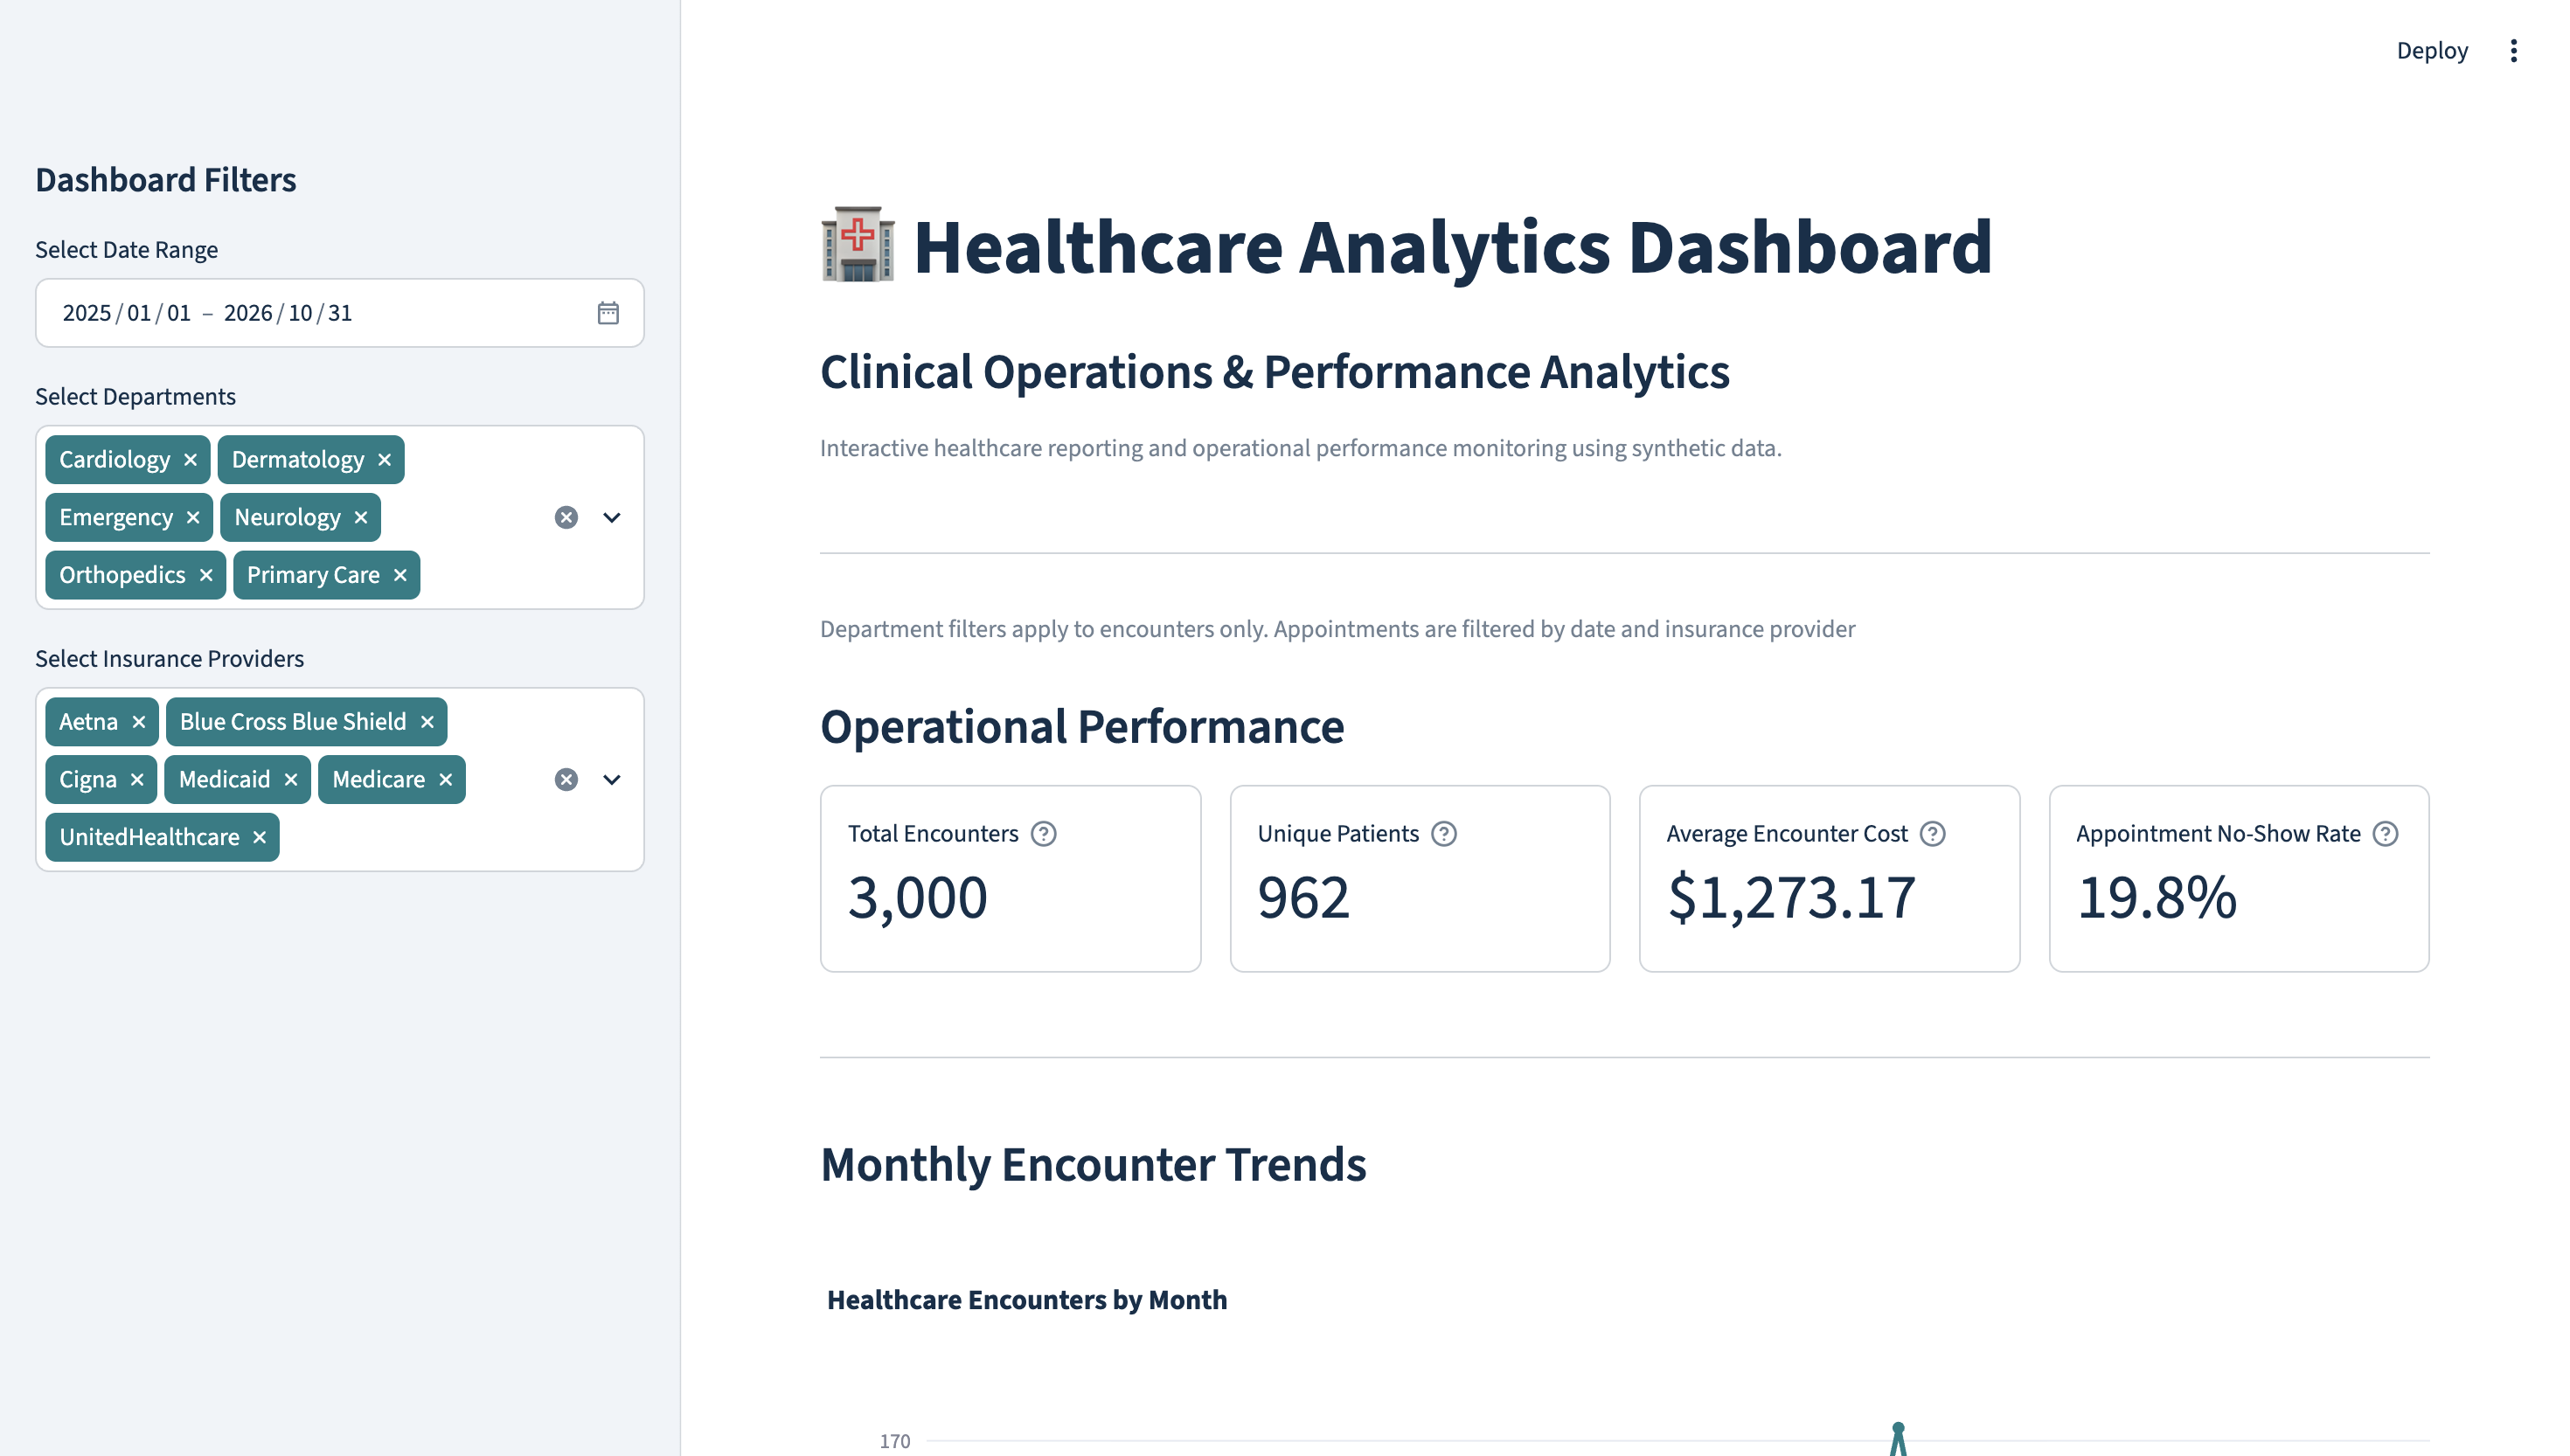 Deploy
Dashboard Filters
Select Date Range
2025/01/01 – 2026/10/31
Select Departments
Cardiology Dermatology
Emergency Neurology
Orthopedics Primary Care
Select Insurance Providers
Aetna Blue Cross Blue Shield
Cigna Medicaid Medicare
UnitedHealthcare
Healthcare Analytics Dashboard
Clinical Operations & Performance Analytics
Interactive healthcare reporting and operational performance monitoring using synthetic data.
Department filters apply to encounters only. Appointments are filtered by date and insurance provider
Operational Performance
Total Encounters
3,000
Unique Patients
962
Average Encounter Cost
$1,273.17
Appointment No-Show Rate
19.8%
Monthly Encounter Trends
Healthcare Encounters by Month
170